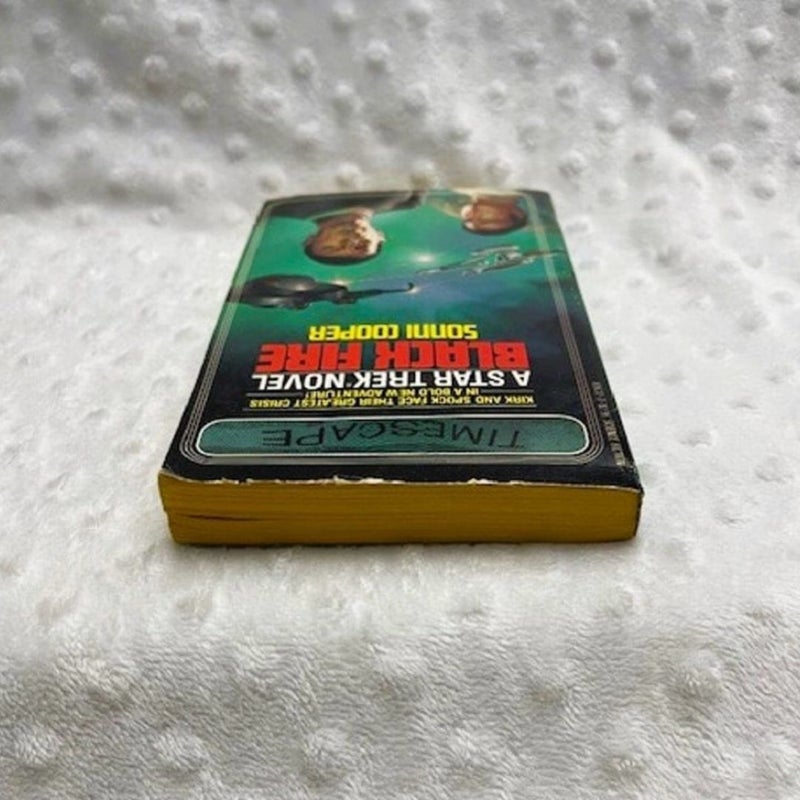 TIMESCAPE
KIRK AND SPOCK FACE THEIR GREATEST CRISIS
IN A BOLD NEW ADVENTURE!
A STAR TREK® NOVEL
BLACK FIRE
SONNI COOPER